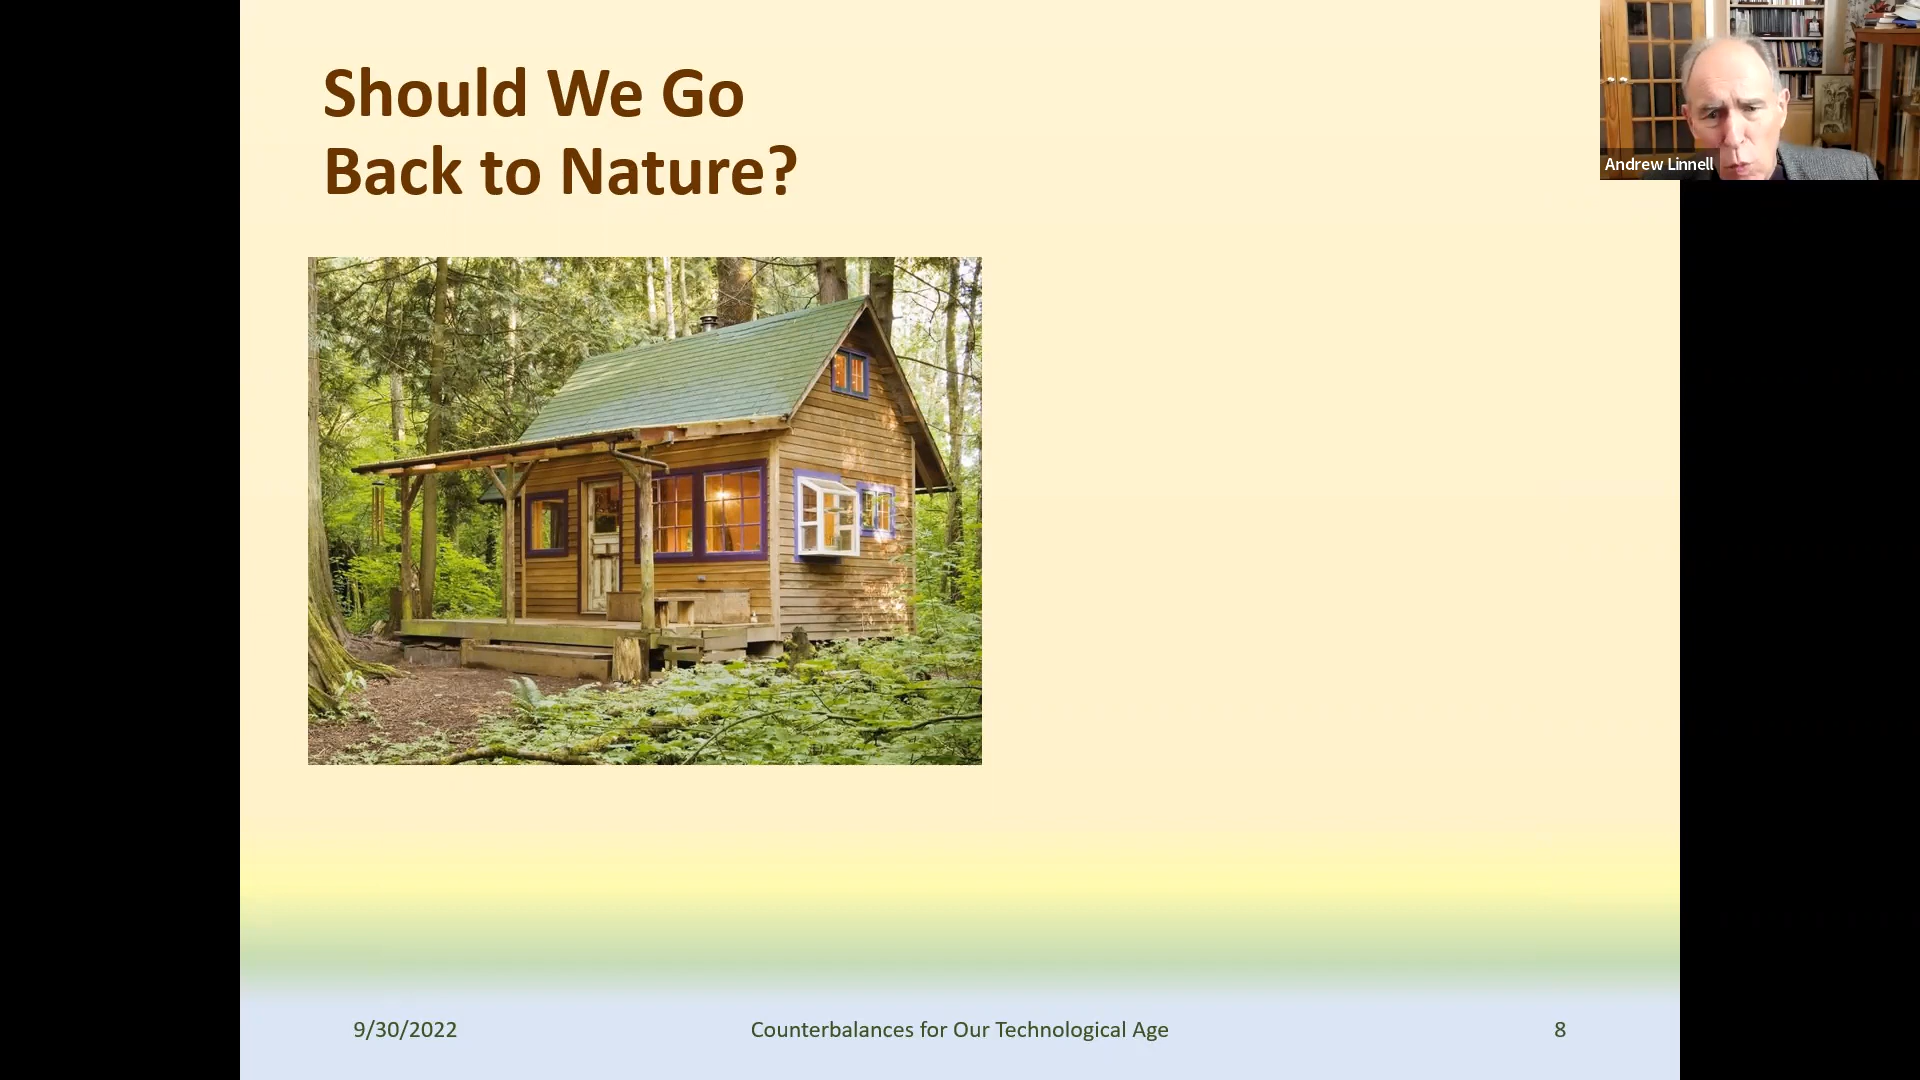 Should We Go
Back to Nature?
Andrew Linnell
9/30/2022
Counterbalances for Our Technological Age
8